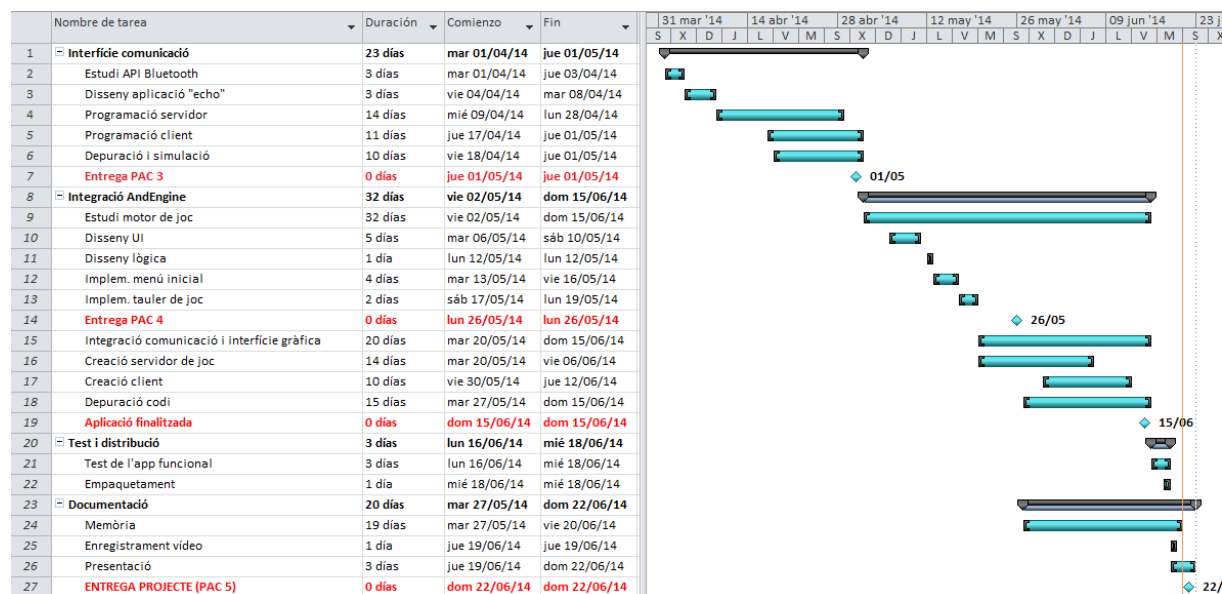 Nombre de tarea Duración Comienzo Fin 31 mar '14 14 abr '14 28 abr '14 12 may '14 26 may '14 09 jun '14 23 j
S X D J L V M S X D J L V M S X D J L V M S X
1 Interfície comunicació 23 días mar 01/04/14 jue 01/05/14
2 Estudi API Bluetooth 3 días mar 01/04/14 jue 03/04/14
3 Disseny aplicació "echo" 3 días vie 04/04/14 mar 08/04/14
4 Programació servidor 14 días mié 09/04/14 lun 28/04/14
5 Programació client 11 días jue 17/04/14 jue 01/05/14
6 Depuració i simulació 10 días vie 18/04/14 jue 01/05/14
7 Entrega PAC 3 0 días jue 01/05/14 jue 01/05/14 01/05
8 Integració AndEngine 32 días vie 02/05/14 dom 15/06/14
9 Estudi motor de joc 32 días vie 02/05/14 dom 15/06/14
10 Disseny UI 5 días mar 06/05/14 sáb 10/05/14
11 Disseny lògica 1 día lun 12/05/14 lun 12/05/14
12 Implem. menú inicial 4 días mar 13/05/14 vie 16/05/14
13 Implem. tauler de joc 2 días sáb 17/05/14 lun 19/05/14
14 Entrega PAC 4 0 días lun 26/05/14 lun 26/05/14 26/05
15 Integració comunicació i interfície gràfica 20 días mar 20/05/14 dom 15/06/14
16 Creació servidor de joc 14 días mar 20/05/14 vie 06/06/14
17 Creació client 10 días vie 30/05/14 jue 12/06/14
18 Depuració codi 15 días mar 27/05/14 dom 15/06/14
19 Aplicació finalitzada 0 días dom 15/06/14 dom 15/06/14 15/06
20 Test i distribució 3 días lun 16/06/14 mié 18/06/14
21 Test de l'app funcional 3 días lun 16/06/14 mié 18/06/14
22 Empaquetament 1 día mié 18/06/14 mié 18/06/14
23 Documentació 20 días mar 27/05/14 dom 22/06/14
24 Memòria 19 días mar 27/05/14 vie 20/06/14
25 Enregistrament vídeo 1 día jue 19/06/14 jue 19/06/14
26 Presentació 3 días jue 19/06/14 dom 22/06/14
27 ENTREGA PROJECTE (PAC 5) 0 días dom 22/06/14 dom 22/06/14 22/